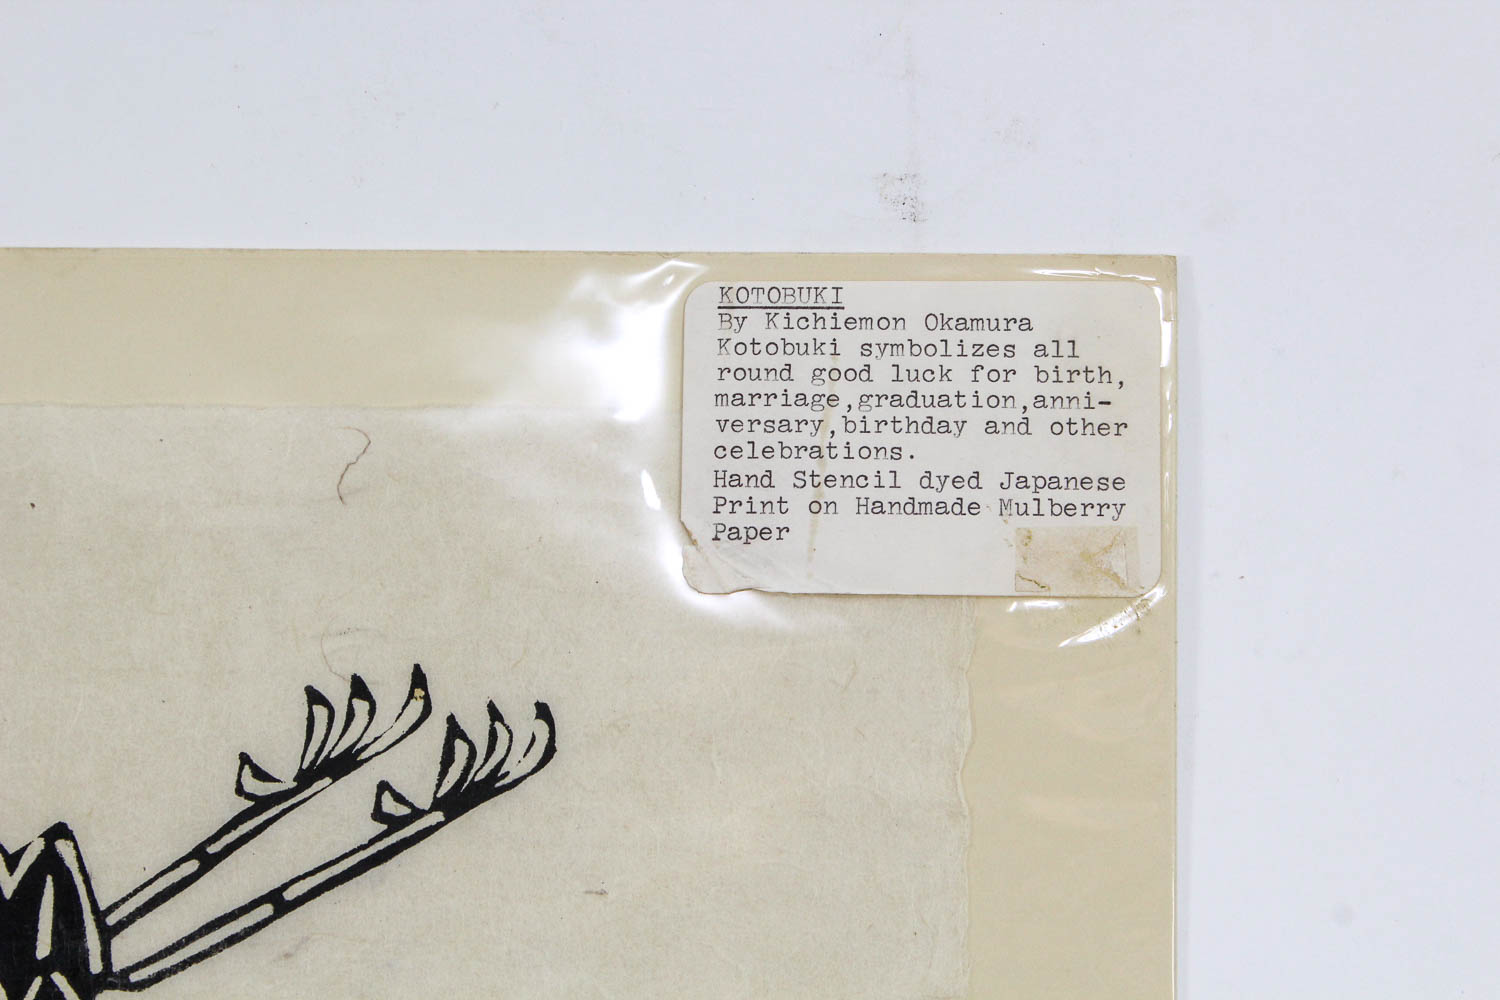 KOTOBUKI
By Kichiemon Okamura
Kotobuki symbolizes all
round good luck for birth,
marriage,graduation,anni-
versary,birthday and other
celebrations.
Hand Stencil dyed Japanese
Print on Handmade Mulberry
Paper